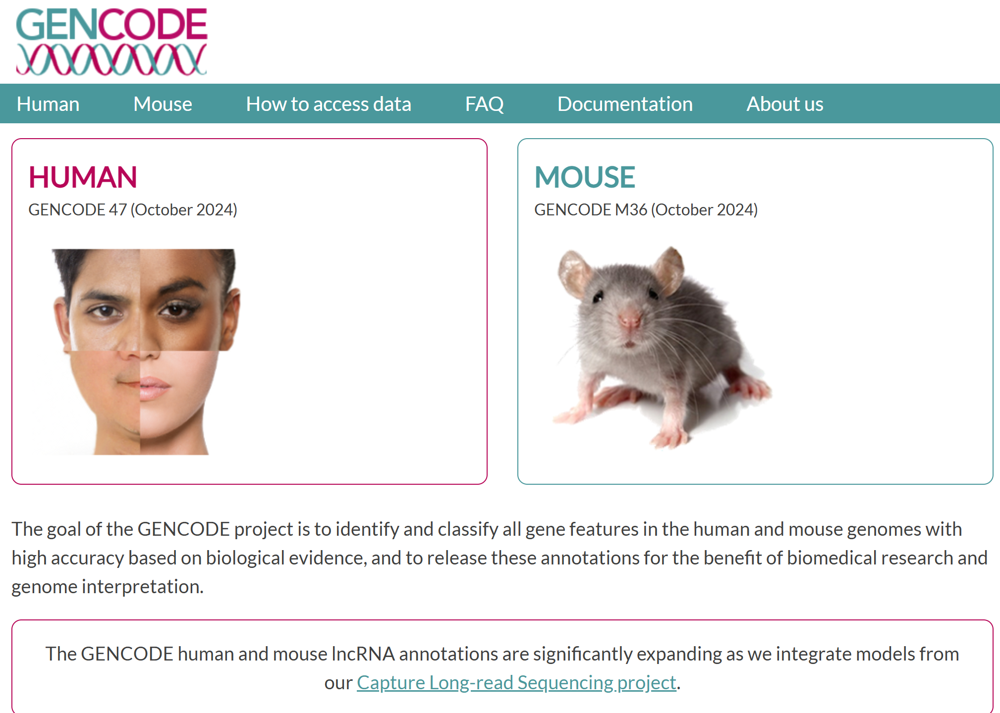 GENCODE
Human Mouse How to access data FAQ Documentation About us
HUMAN
GENCODE 47 (October 2024)
MOUSE
GENCODE M36 (October 2024)
The goal of the GENCODE project is to identify and classify all gene features in the human and mouse genomes with
high accuracy based on biological evidence, and to release these annotations for the benefit of biomedical research and
genome interpretation.
The GENCODE human and mouse lncRNA annotations are significantly expanding as we integrate models from
our Capture Long-read Sequencing project.